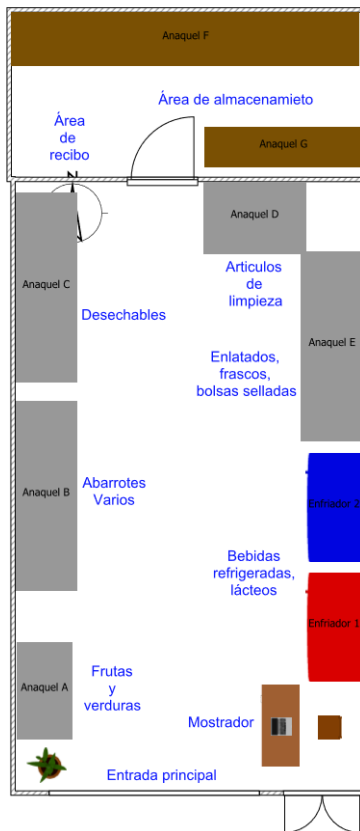 Anaquel F
Área de almacenamieto
Área
de
recibo
Anaquel G
N
Anaquel D
Anaquel C
Articulos
de
limpieza
Desechables
Anaquel E
Enlatados,
frascos,
bolsas selladas
Anaquel B
Abarrotes
Varios
Enfriador 2
Bebidas
refrigeradas,
lácteos
Enfriador 1
Anaquel A
Frutas
y
verduras
Mostrador
Entrada principal